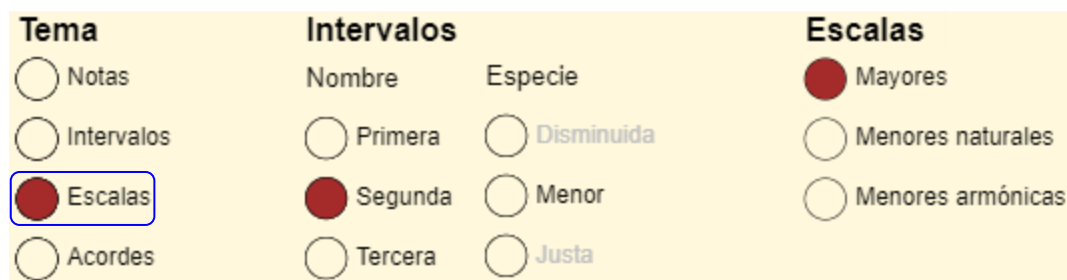 Tema
Notas
Intervalos
Escalas
Acordes
Intervalos
Nombre
Primera
Segunda
Tercera
Especie
Disminuida
Menor
Justa
Escalas
Mayores
Menores naturales
Menores armónicas